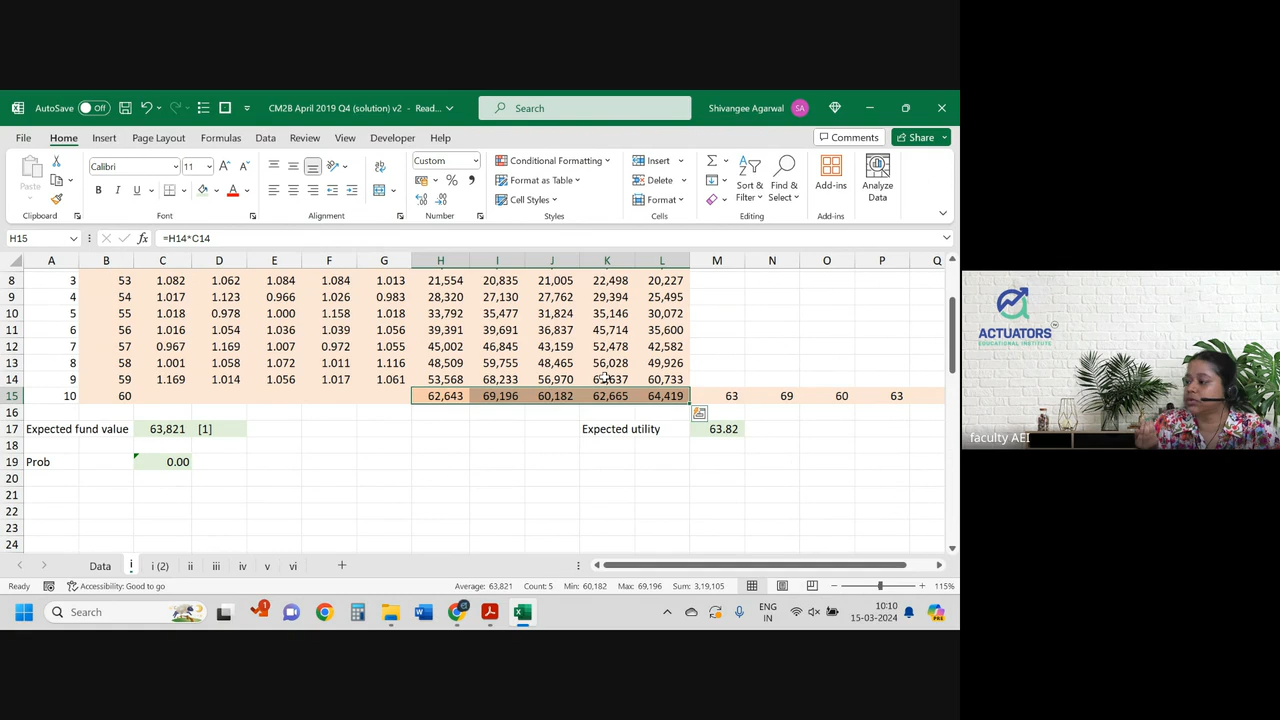 AutoSave Off CM2B April 2019 Q4 (solution) v2 - Read... Search Shivangee Agarwal SA
File Home Insert Page Layout Formulas Data Review View Developer Help Comments Share
Paste Calibri 11 Custom Conditional Formatting Insert Sort & Find & Add-ins Analyze
Format as Table Delete Filter Select Data
Cell Styles Format
Clipboard Font Alignment Number Styles Cells Editing Add-ins
H15 fx =H14*C14
A B C D E F G H I J K L M N O P Q
8 3 53 1.082 1.062 1.084 1.084 1.013 21,554 20,835 21,005 22,498 20,227
9 4 54 1.017 1.123 0.966 1.026 0.983 28,320 27,130 27,762 29,394 25,495
10 5 55 1.018 0.978 1.000 1.158 1.018 33,792 35,477 31,824 35,146 30,072
11 6 56 1.016 1.054 1.036 1.039 1.056 39,391 39,691 36,837 45,714 35,600
12 7 57 0.967 1.169 1.007 1.007 1.055 45,002 46,845 43,159 52,478 42,582
13 8 58 1.001 1.058 1.072 1.011 1.116 48,509 59,755 48,465 56,028 49,926
14 9 59 1.169 1.014 1.056 1.017 1.061 53,568 68,233 56,970 60,733
15 10 60 62,643 69,196 60,182 62,665 64,419 63 69 60 63
16
17 Expected fund value 63,821 [1] Expected utility 63.82
18
19 Prob 0.00
20
21
22
23
24
Data i i (2) ii iii iv v vi
Ready Accessibility: Good to go Average: 63,821 Count: 5 Min: 60,182 Max: 69,196 Sum: 3,19,105 115%
Search ENG IN 10:10 15-03-2024
ACTUATORS
EDUCATIONAL INSTITUTE
faculty AEI